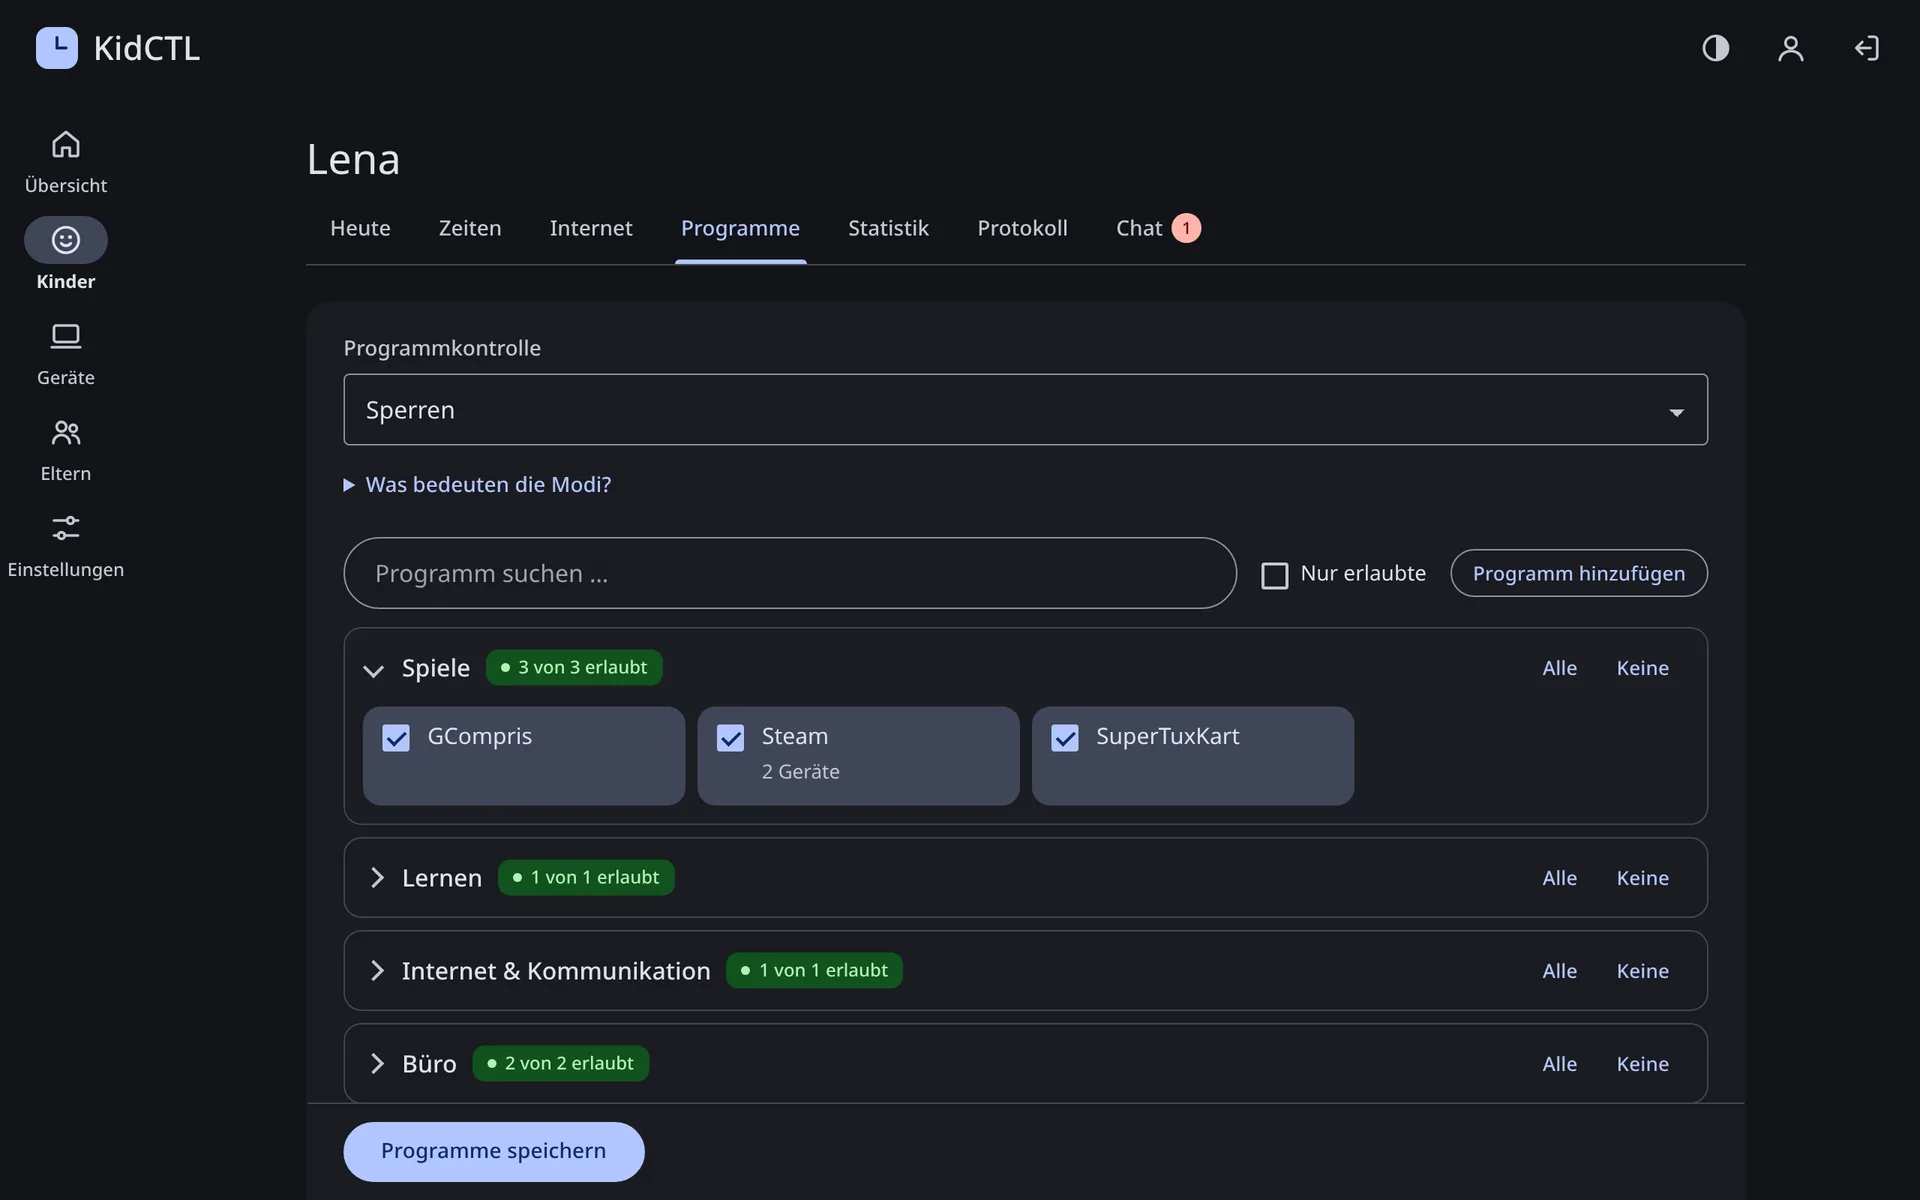 KidCTL
Übersicht
Kinder
Geräte
Eltern
Einstellungen
Lena
Heute Zeiten Internet Programme Statistik Protokoll Chat 1
Programmkontrolle
Sperren
Was bedeuten die Modi?
Programm suchen ... Nur erlaubte Programm hinzufügen
Spiele 3 von 3 erlaubt Alle Keine
GCompris Steam SuperTuxKart
2 Geräte
Lernen 1 von 1 erlaubt Alle Keine
Internet & Kommunikation 1 von 1 erlaubt Alle Keine
Büro 2 von 2 erlaubt Alle Keine
Programme speichern